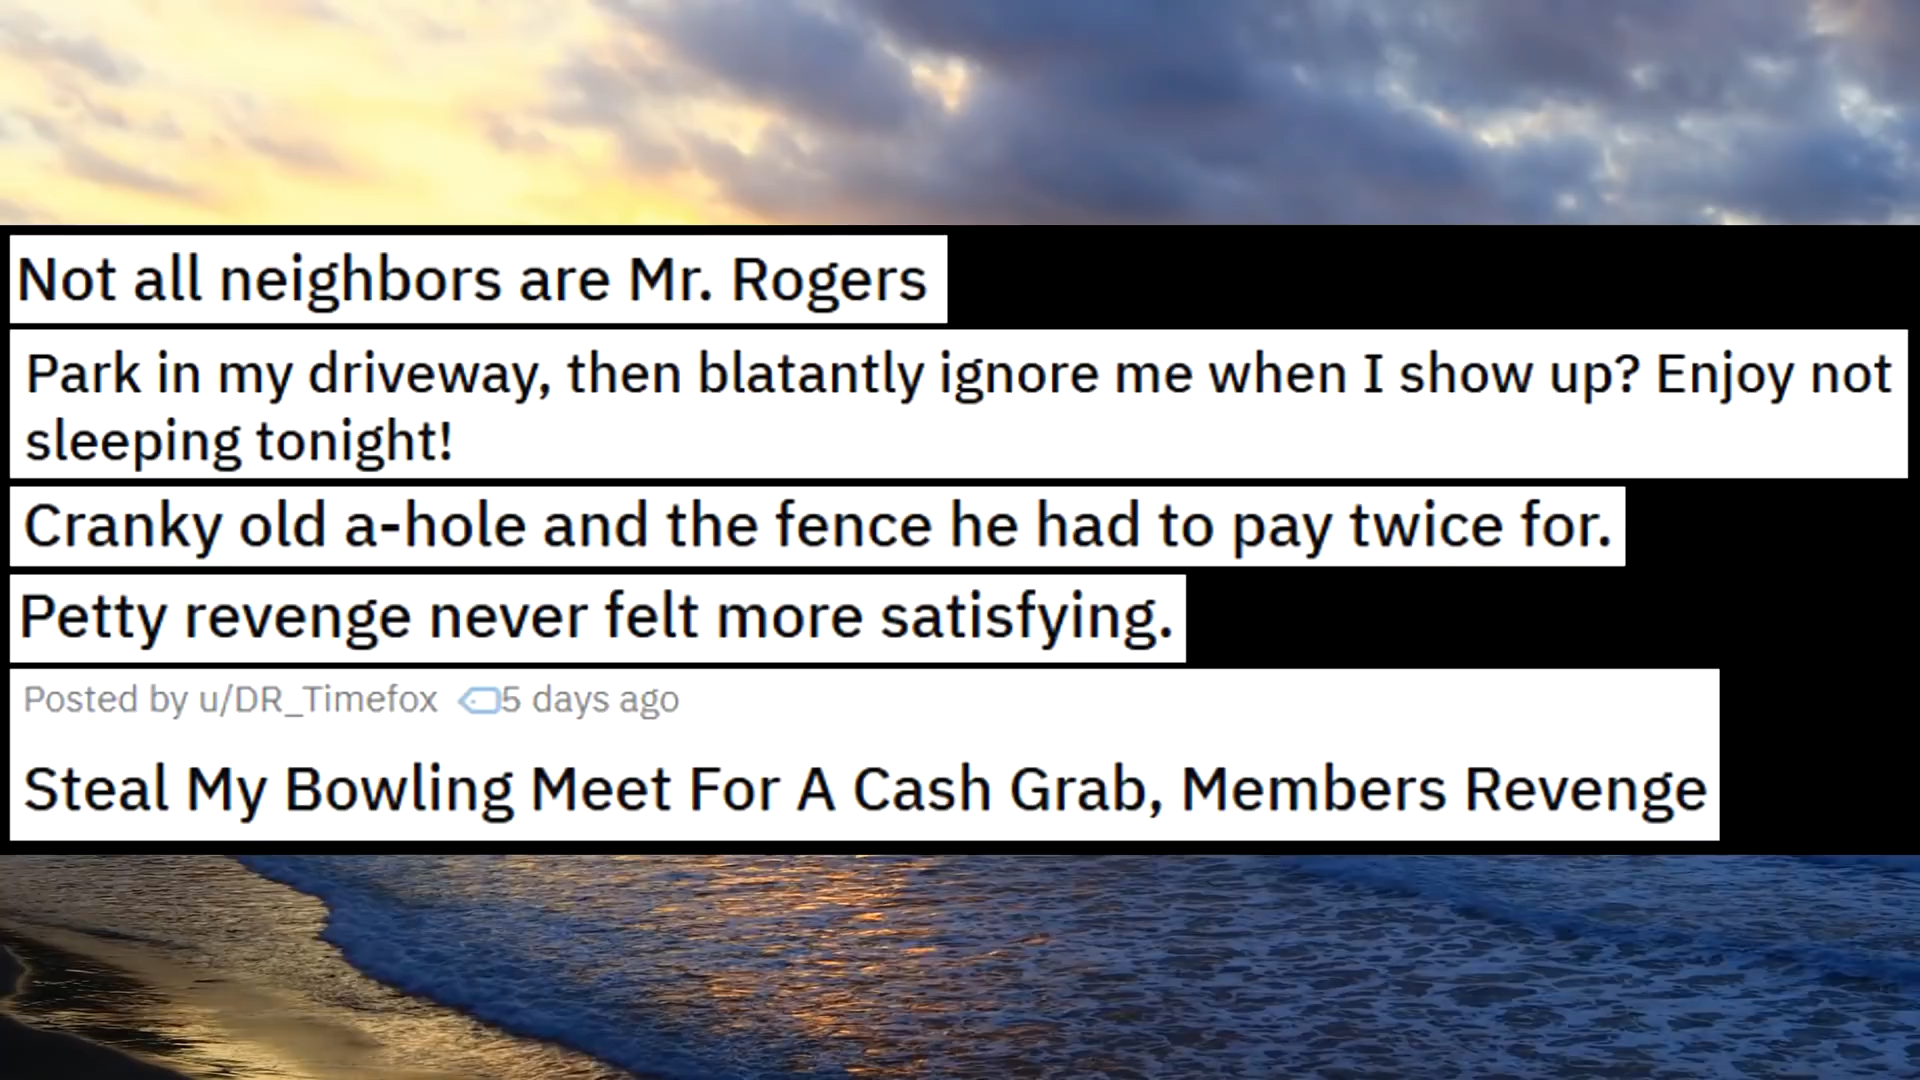 Not all neighbors are Mr. Rogers
Park in my driveway, then blatantly ignore me when I show up? Enjoy not
sleeping tonight!
Cranky old a-hole and the fence he had to pay twice for.
Petty revenge never felt more satisfying.
Posted by u/DR_Timefox 5 days ago
Steal My Bowling Meet For A Cash Grab, Members Revenge